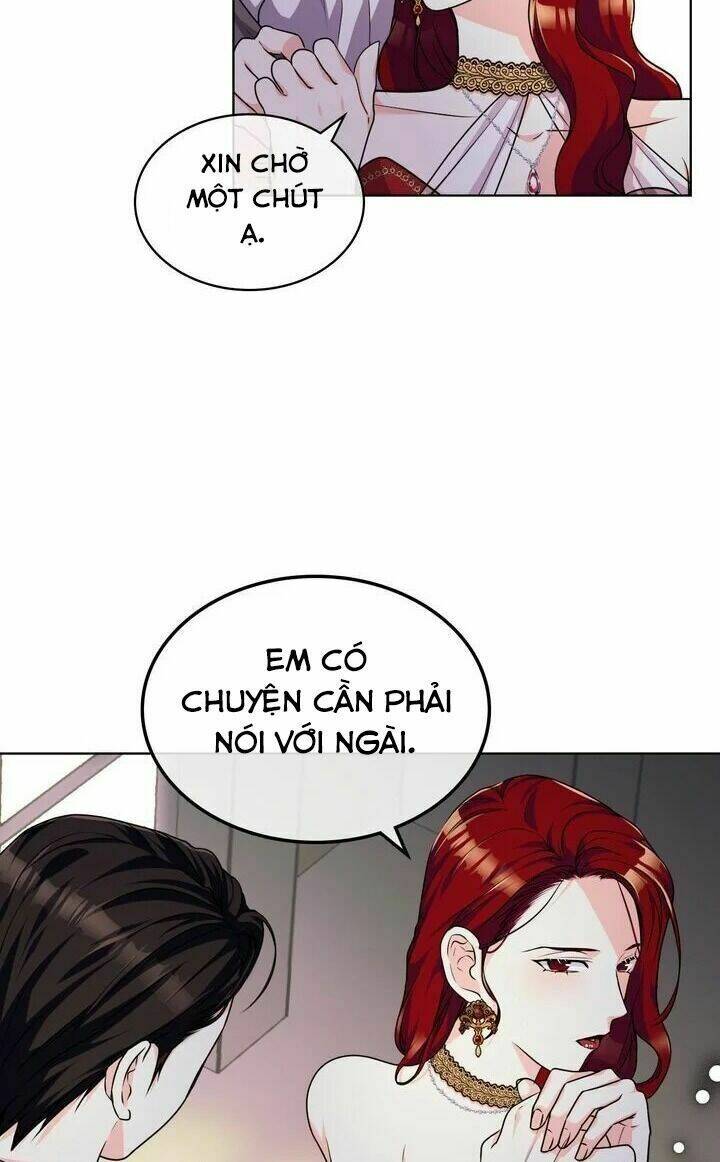 XIN CHỜ
MỘT CHÚT
Ạ.
EM CÓ
CHUYỆN CẦN PHẢI
NÓI VỚI NGÀI.